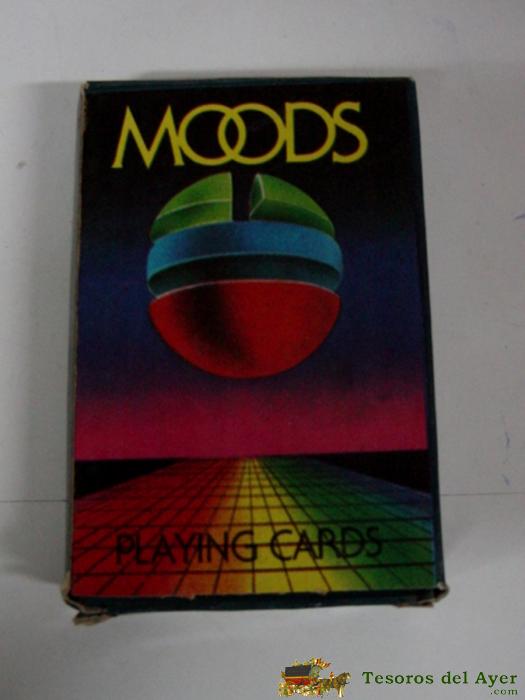 MOODS
PLAYING CARDS
Tesoros del Ayer
.com